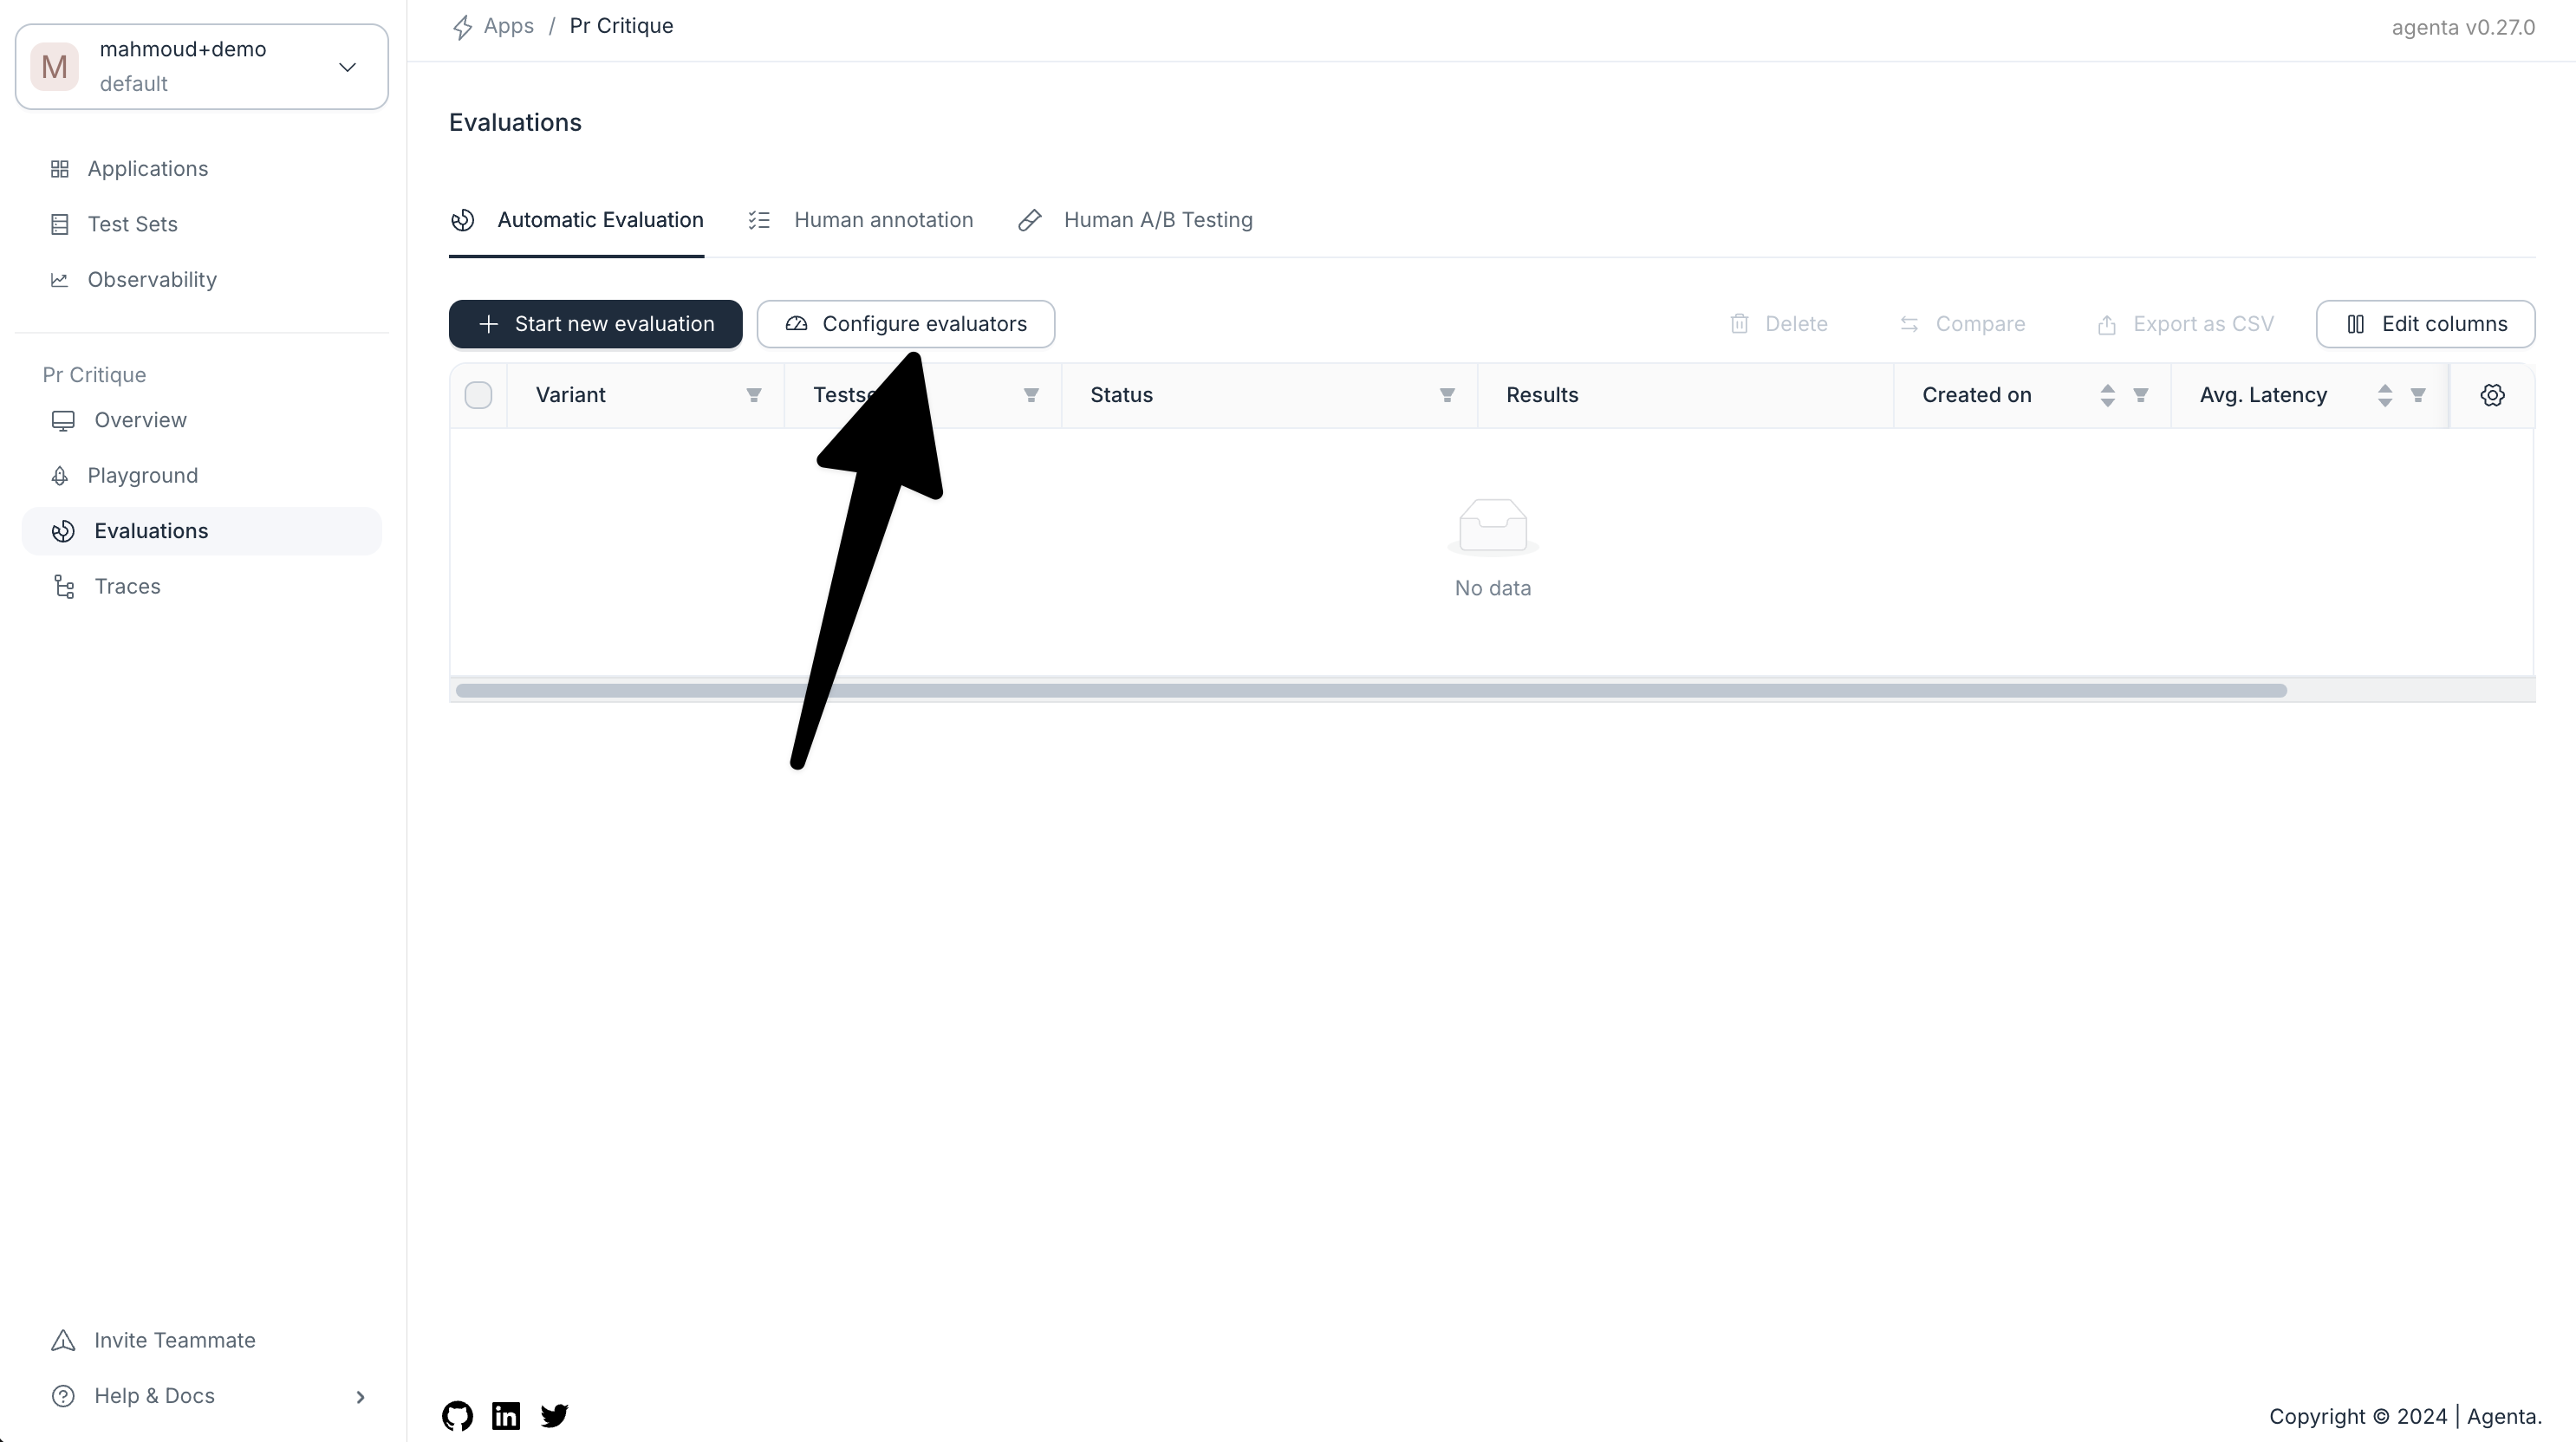 M
mahmoud+demo
default
Applications
Test Sets
Observability
Pr Critique
Overview
Playground
Evaluations
Traces
Invite Teammate
Help & Docs
Apps / Pr Critique
agenta v0.27.0
Evaluations
Automatic Evaluation
Human annotation
Human A/B Testing
Start new evaluation
Configure evaluators
Delete
Compare
Export as CSV
Edit columns
Variant
Status
Results
Created on
Avg. Latency
No data
in
Copyright © 2024 | Agenta.